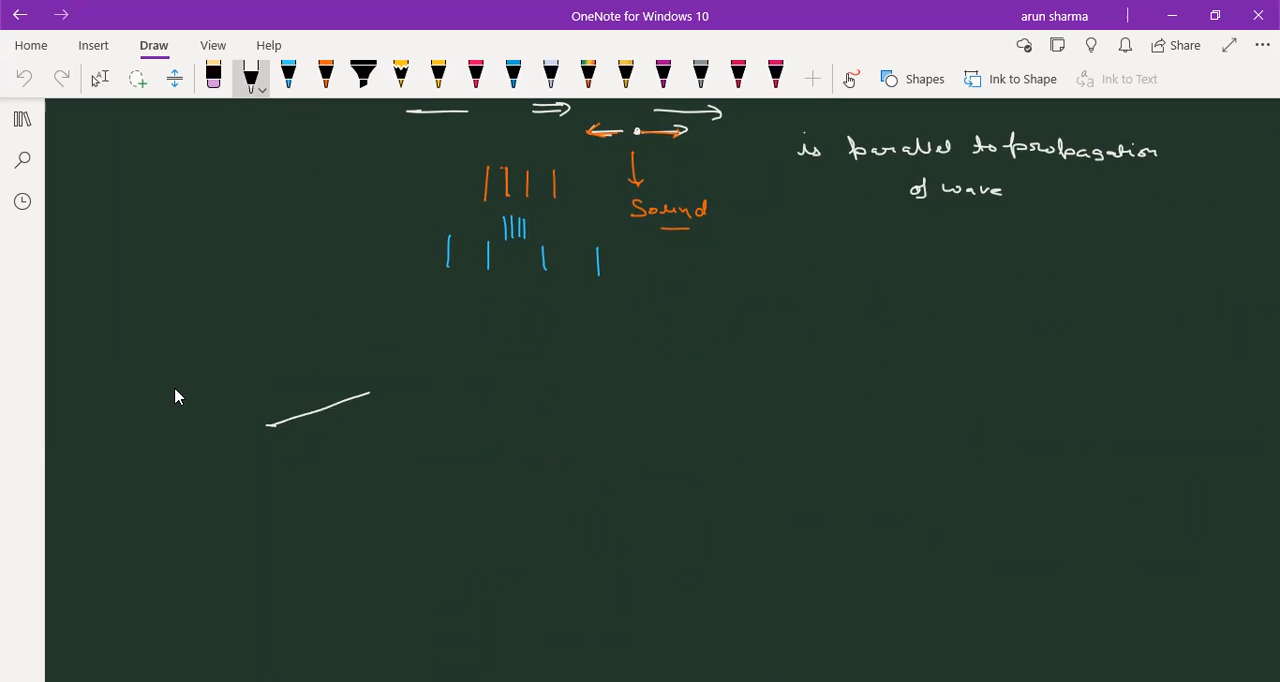 OneNote for Windows 10
arun sharma
Home Insert Draw View Help
Share
Shapes
Ink to Shape
Ink to Text
is parallel to propagation
of wave
Sound